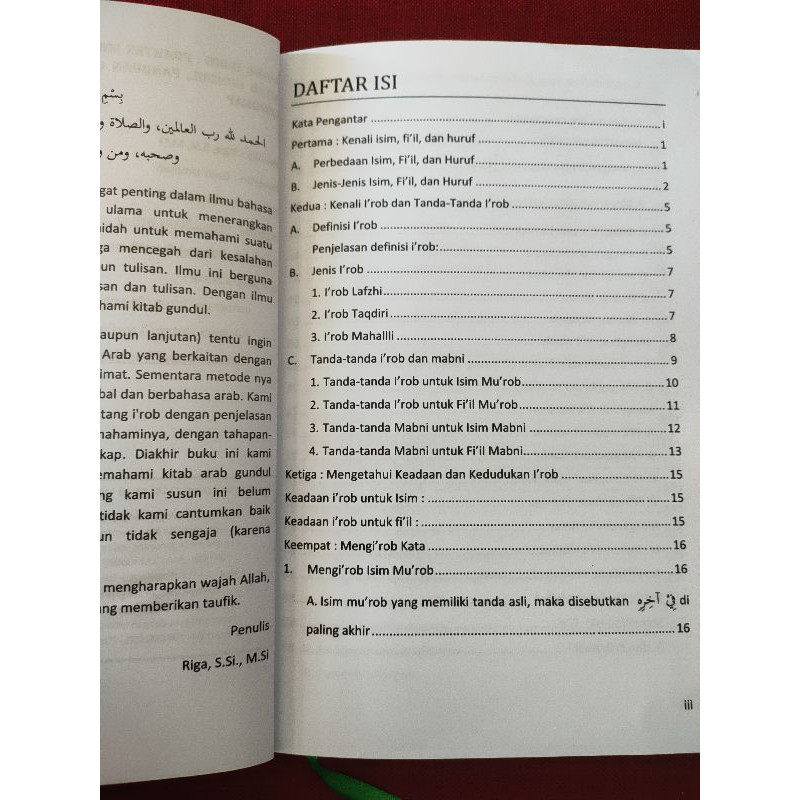 بِسْمِ
الحمد لله رب العالمين، والصلاة و
وصحبه، ومن و
gat penting dalam ilmu bahasa
ulama untuk menerangkan
aidah untuk memahami suatu
ga mencegah dari kesalahan
un tulisan. Ilmu ini berguna
san dan tulisan. Dengan ilmu
hami kitab gundul.
aupun lanjutan) tentu ingin
Arab yang berkaitan dengan
imat. Sementara metode nya
bal dan berbahasa arab. Kami
tang i'rob dengan penjelasan
nahaminya, dengan tahapan-
kap. Diakhir buku ini kami
emahami kitab arab gundul
ng kami susun ini belum
tidak kami cantumkan baik
un tidak sengaja (karena
mengharapkan wajah Allah,
ng memberikan taufik.
Penulis
Riga, S.Si., M.Si
DAFTAR ISI
Kata Pengantar ........ i
Pertama : Kenali isim, fi'il, dan huruf ........ 1
A. Perbedaan Isim, Fi'il, dan Huruf ........ 1
B. Jenis-Jenis Isim, Fi'il, dan Huruf ........ 2
Kedua : Kenali I'rob dan Tanda-Tanda I'rob ........ 5
A. Definisi I'rob ........ 5
Penjelasan definisi i'rob: ........ 5
B. Jenis I'rob ........ 7
1. I'rob Lafzhi ........ 7
2. I'rob Taqdiri ........ 7
3. I'rob Mahallli ........ 8
C. Tanda-tanda i'rob dan mabni ........ 9
1. Tanda-tanda I'rob untuk Isim Mu'rob ........ 10
2. Tanda-tanda I'rob untuk Fi'il Mu'rob ........ 11
3. Tanda-tanda Mabni untuk Isim Mabni ........ 12
4. Tanda-tanda Mabni untuk Fi'il Mabni ........ 13
Ketiga : Mengetahui Keadaan dan Kedudukan I'rob ........ 15
Keadaan i'rob untuk Isim : ........ 15
Keadaan i'rob untuk fi'il : ........ 15
Keempat : Mengi'rob Kata ........ 16
1. Mengi'rob Isim Mu'rob ........ 16
A. Isim mu'rob yang memiliki tanda asli, maka disebutkan فِيْ آخِرِهِ di
paling akhir ........ 16
iii